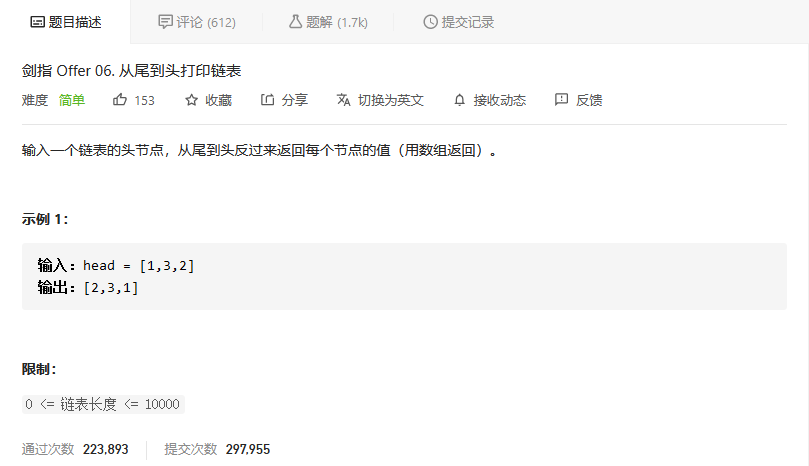 题目描述 评论 (612) 题解 (1.7k) 提交记录
剑指 Offer 06. 从尾到头打印链表
难度 简单 153 收藏 分享 切换为英文 接收动态 反馈
输入一个链表的头节点，从尾到头反过来返回每个节点的值（用数组返回）。
示例 1：
输入：head = [1,3,2]
输出：[2,3,1]
限制：
0 <= 链表长度 <= 10000
通过次数 223,893 提交次数 297,955